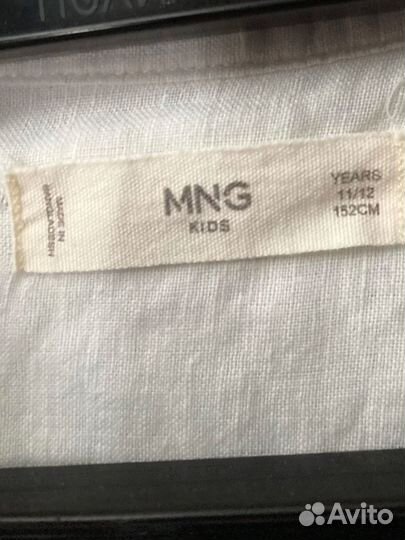 MNG
KIDS
YEARS
11/12
152CM
MADE IN
BANGLADESH
Avito